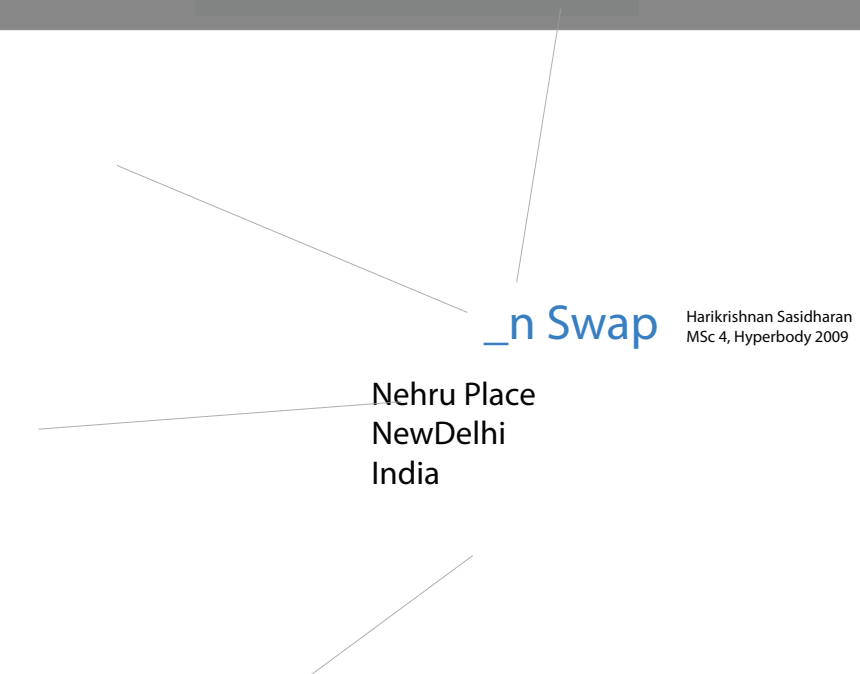 _n Swap
Harikrishnan Sasidharan
MSc 4, Hyperbody 2009
Nehru Place
NewDelhi
India